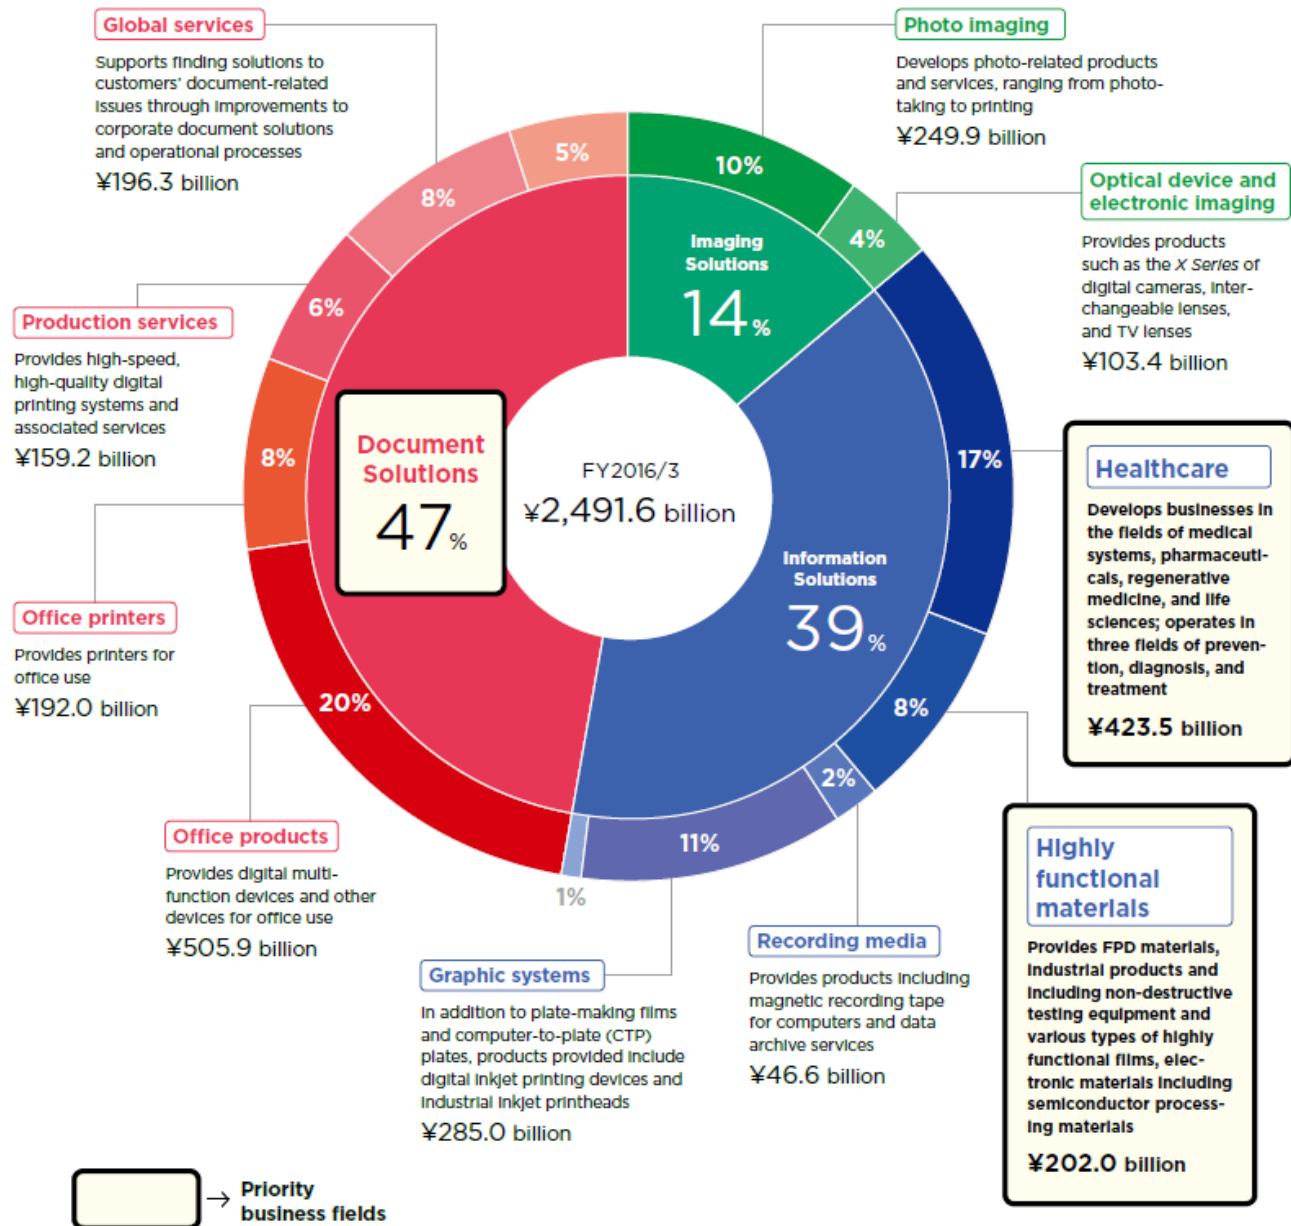 Global services
Supports finding solutions to
customers' document-related
issues through improvements to
corporate document solutions
and operational processes
¥196.3 billion
Production services
Provides high-speed,
high-quality digital
printing systems and
associated services
¥159.2 billion
Office printers
Provides printers for
office use
¥192.0 billion
Office products
Provides digital multi-
function devices and other
devices for office use
¥505.9 billion
Photo imaging
Develops photo-related products
and services, ranging from photo-
taking to printing
¥249.9 billion
Optical device and
electronic imaging
Provides products
such as the X Series of
digital cameras, inter-
changeable lenses,
and TV lenses
¥103.4 billion
Healthcare
Develops businesses in
the fields of medical
systems, pharmaceuti-
cals, regenerative
medicine, and life
sciences; operates in
three fields of preven-
tion, diagnosis, and
treatment
¥423.5 billion
Highly
functional
materials
Provides FPD materials,
industrial products and
including non-destructive
testing equipment and
various types of highly
functional films, elec-
tronic materials including
semiconductor process-
ing materials
¥202.0 billion
Recording media
Provides products including
magnetic recording tape
for computers and data
archive services
¥46.6 billion
Graphic systems
In addition to plate-making films
and computer-to-plate (CTP)
plates, products provided include
digital inkjet printing devices and
industrial inkjet printheads
¥285.0 billion
5%
10%
4%
17%
8%
2%
11%
1%
20%
8%
6%
8%
Imaging
Solutions
14%
Information
Solutions
39%
Document
Solutions
47%
FY2016/3
¥2,491.6 billion
→ Priority
business fields